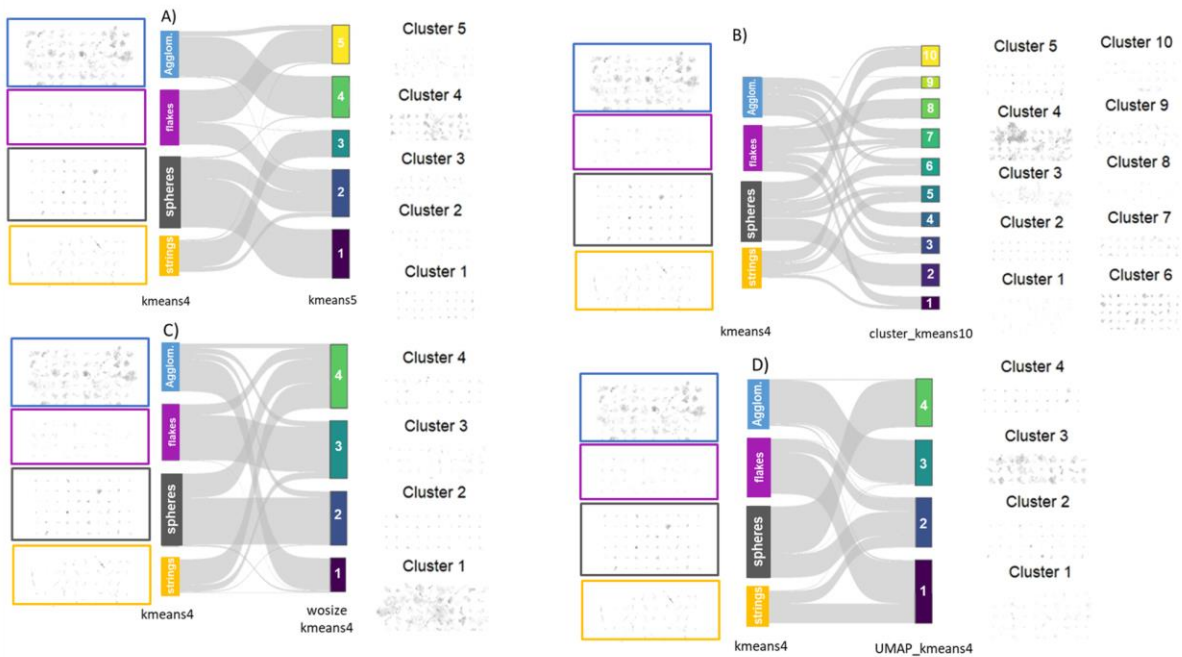 A)
Agglom.
flakes
spheres
strings
5
4
3
2
1
kmeans4
kmeans5
Cluster 5
Cluster 4
Cluster 3
Cluster 2
Cluster 1
B)
Agglom.
flakes
spheres
strings
10
9
8
7
6
5
4
3
2
1
kmeans4
cluster_kmeans10
Cluster 5
Cluster 4
Cluster 3
Cluster 2
Cluster 1
Cluster 10
Cluster 9
Cluster 8
Cluster 7
Cluster 6
C)
Agglom.
flakes
spheres
strings
4
3
2
1
kmeans4
wosize
kmeans4
Cluster 4
Cluster 3
Cluster 2
Cluster 1
D)
Agglom.
flakes
spheres
strings
4
3
2
1
kmeans4
UMAP_kmeans4
Cluster 4
Cluster 3
Cluster 2
Cluster 1